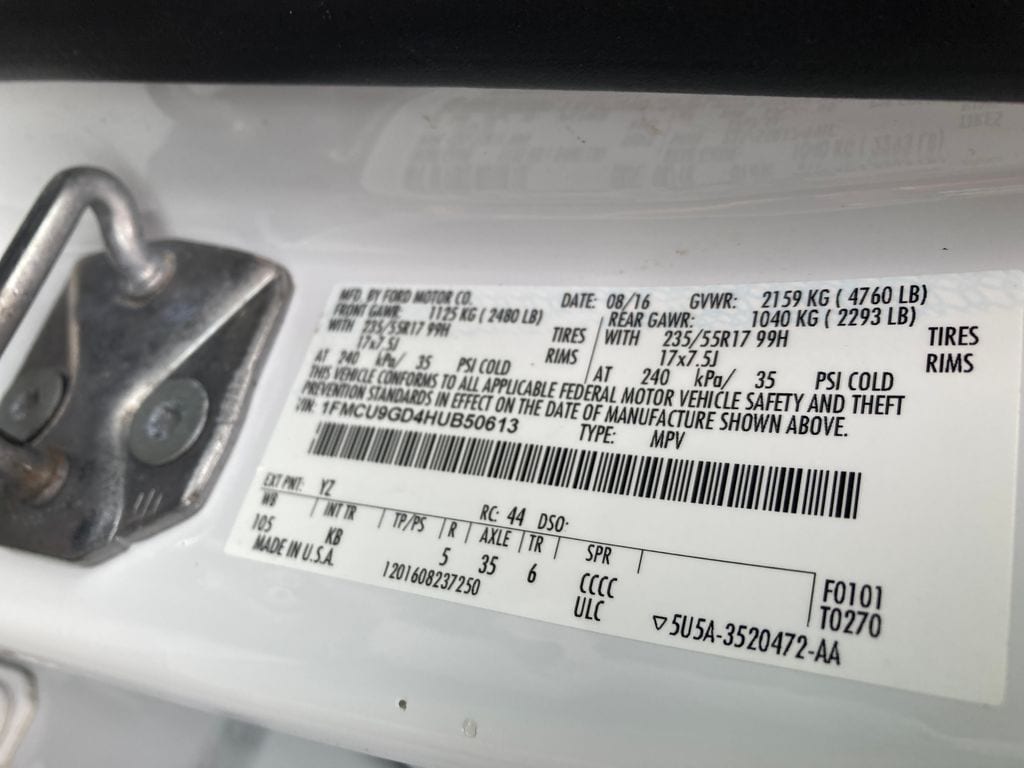 MFD. BY FORD MOTOR CO. DATE: 08/16 GVWR: 2159 KG ( 4760 LB)
FRONT GAWR: 1125 KG ( 2480 LB) REAR GAWR: 1040 KG ( 2293 LB)
WITH 235/55R17 99H TIRES WITH 235/55R17 99H TIRES
17x7.5J RIMS 17x7.5J RIMS
AT 240 kPa/ 35 PSI COLD AT 240 kPa/ 35 PSI COLD
THIS VEHICLE CONFORMS TO ALL APPLICABLE FEDERAL MOTOR VEHICLE SAFETY AND THEFT
PREVENTION STANDARDS IN EFFECT ON THE DATE OF MANUFACTURE SHOWN ABOVE.
VIN: 1FMCU9GD4HUB50613 TYPE: MPV
EXT PNT: YZ RC: 44 DSO:
WB INT TR TP/PS R AXLE TR SPR
105 KB 5 35 6 CCCC F0101
MADE IN U.S.A. 1201608237250 ULC T0270
▽5U5A-3520472-AA